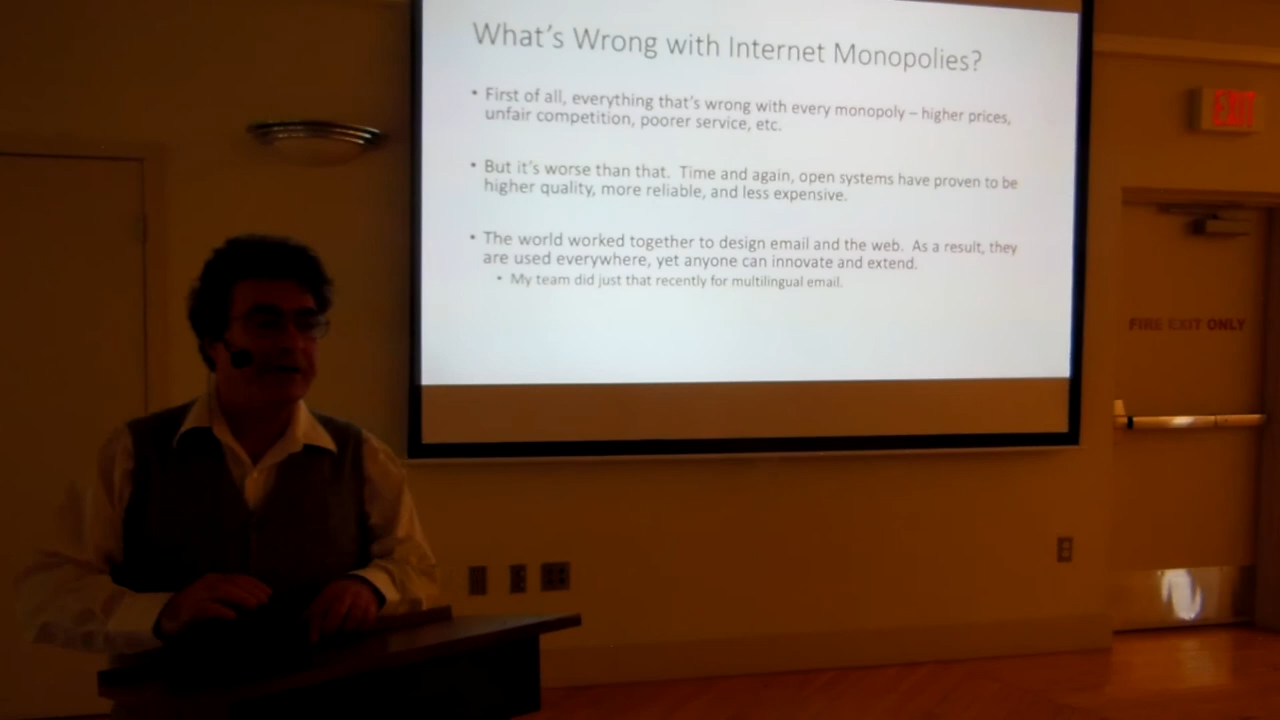 What's Wrong with Internet Monopolies?
• First of all, everything that's wrong with every monopoly – higher prices,
unfair competition, poorer service, etc.
• But it's worse than that. Time and again, open systems have proven to be
higher quality, more reliable, and less expensive.
• The world worked together to design email and the web. As a result, they
are used everywhere, yet anyone can innovate and extend.
• My team did just that recently for multilingual email.
EXIT
FIRE EXIT ONLY